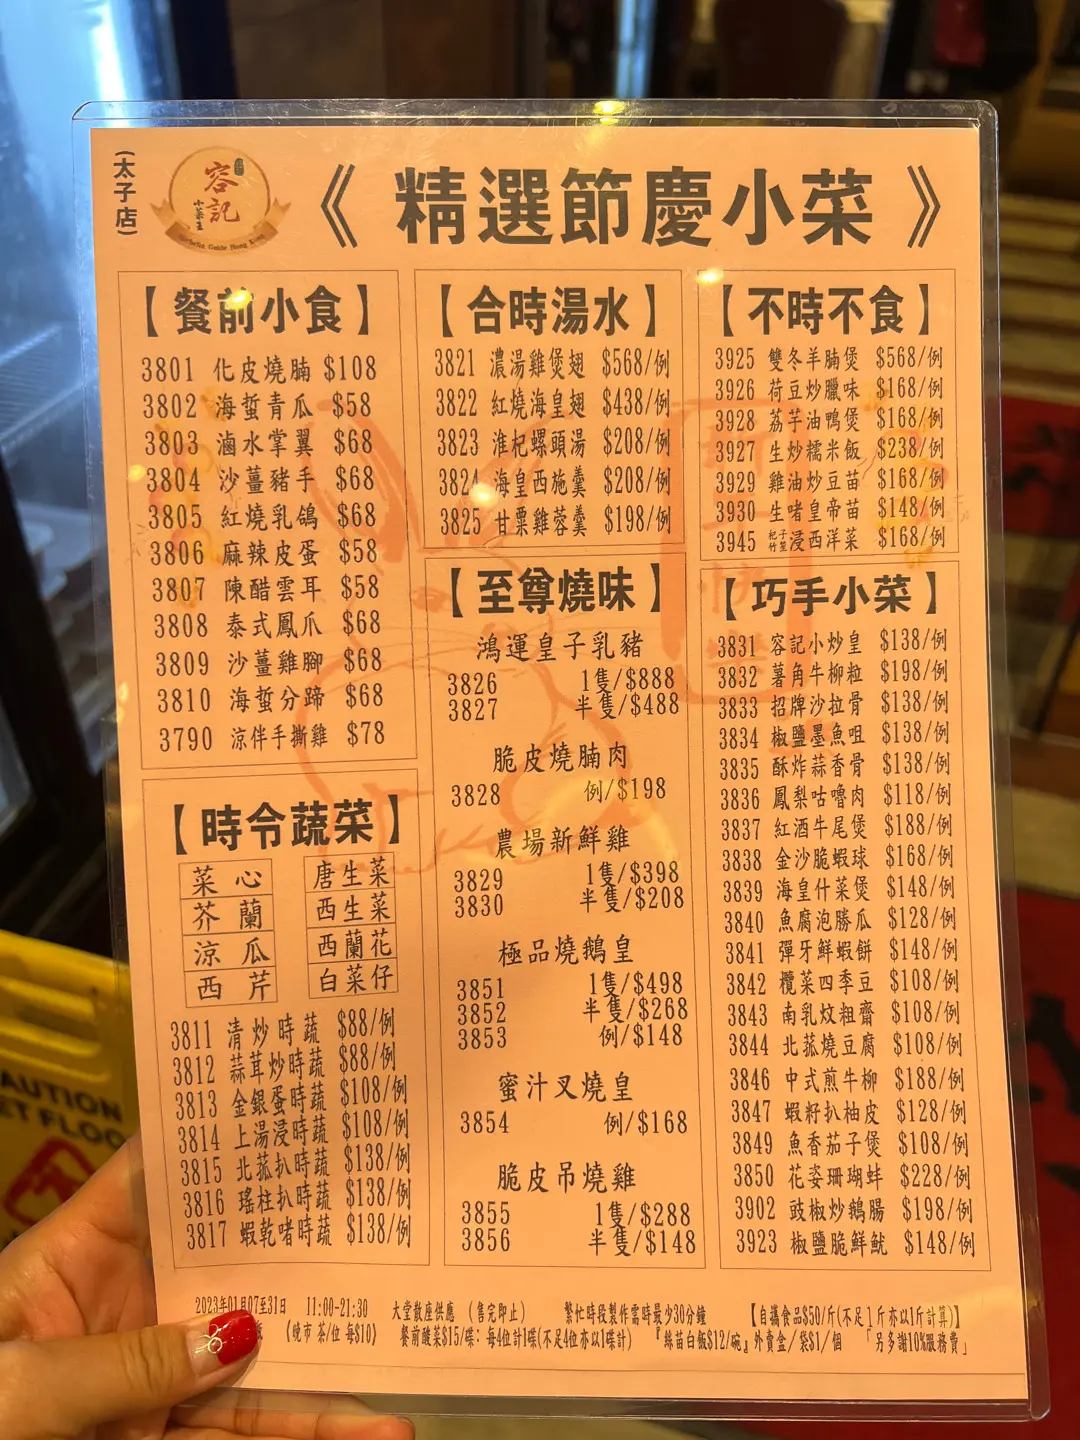 (太子店)
容記
小菜王
《 精選節慶小菜 》
【餐前小食】
3801 化皮燒腩 $108
3802 海蜇青瓜 $58
3803 滷水掌翼 $68
3804 沙薑豬手 $68
3805 紅燒乳鴿 $68
3806 麻辣皮蛋 $58
3807 陳醋雲耳 $58
3808 泰式鳳爪 $68
3809 沙薑雞腳 $68
3810 海蜇分蹄 $68
3790 涼伴手撕雞 $78
【時令蔬菜】
菜心 唐生菜
芥蘭 西生菜
涼瓜 西蘭花
西芹 白菜仔
3811 清炒時蔬 $88/例
3812 蒜茸炒時蔬 $88/例
3813 金銀蛋時蔬 $108/例
3814 上湯浸時蔬 $108/例
3815 北菰扒時蔬 $138/例
3816 瑤柱扒時蔬 $138/例
3817 蝦乾啫時蔬 $138/例
【合時湯水】
3821 濃湯雞煲翅 $568/例
3822 紅燒海皇翅 $438/例
3823 淮杞螺頭湯 $208/例
3824 海皇西施羹 $208/例
3825 甘粟雞蓉羹 $198/例
【至尊燒味】
鴻運皇子乳豬
3826 1隻/$888
3827 半隻/$488
脆皮燒腩肉
3828 例/$198
農場新鮮雞
3829 1隻/$398
3830 半隻/$208
極品燒鵝皇
3851 1隻/$498
3852 半隻/$268
3853 例/$148
蜜汁叉燒皇
3854 例/$168
脆皮吊燒雞
3855 1隻/$288
3856 半隻/$148
【不時不食】
3925 雙冬羊腩煲 $568/例
3926 荷豆炒臘味 $168/例
3928 荔芋油鴨煲 $168/例
3927 生炒糯米飯 $238/例
3929 雞油炒豆苗 $168/例
3930 生啫皇帝苗 $148/例
3945 杞子竹笙浸西洋菜 $168/例
【巧手小菜】
3831 容記小炒皇 $138/例
3832 薯角牛柳粒 $198/例
3833 招牌沙拉骨 $138/例
3834 椒鹽墨魚咀 $138/例
3835 酥炸蒜香骨 $138/例
3836 鳳梨咕嚕肉 $118/例
3837 紅酒牛尾煲 $188/例
3838 金沙脆蝦球 $168/例
3839 海皇什菜煲 $148/例
3840 魚腐泡勝瓜 $128/例
3841 彈牙鮮蝦餅 $148/例
3842 欖菜四季豆 $108/例
3843 南乳炆粗齋 $108/例
3844 北菰燒豆腐 $108/例
3846 中式煎牛柳 $188/例
3847 蝦籽扒柚皮 $128/例
3849 魚香茄子煲 $108/例
3850 花姿珊瑚蚌 $228/例
3902 豉椒炒鵝腸 $198/例
3923 椒鹽脆鮮魷 $148/例
2023年01月07至31日 11:00-21:30 大堂散座供應 (售完即止) 繁忙時段製作需時最少30分鐘 【自攜食品$50/斤(不足1斤亦以1斤計算)】
《晚市 茶/位 每$10》 餐前酸菜$15/碟：每4位計1碟(不足4位亦以1碟計) 『絲苗白飯$12/碗』外賣盒/袋$1/個 「另多謝10%服務費」
CAUTION
WET FLOO